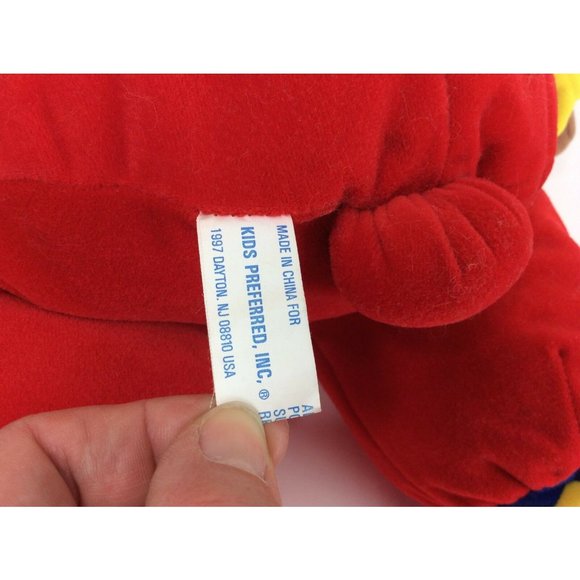 MADE IN CHINA FOR
KIDS PREFERRED, INC.®
1997 DAYTON, NJ 08810 USA